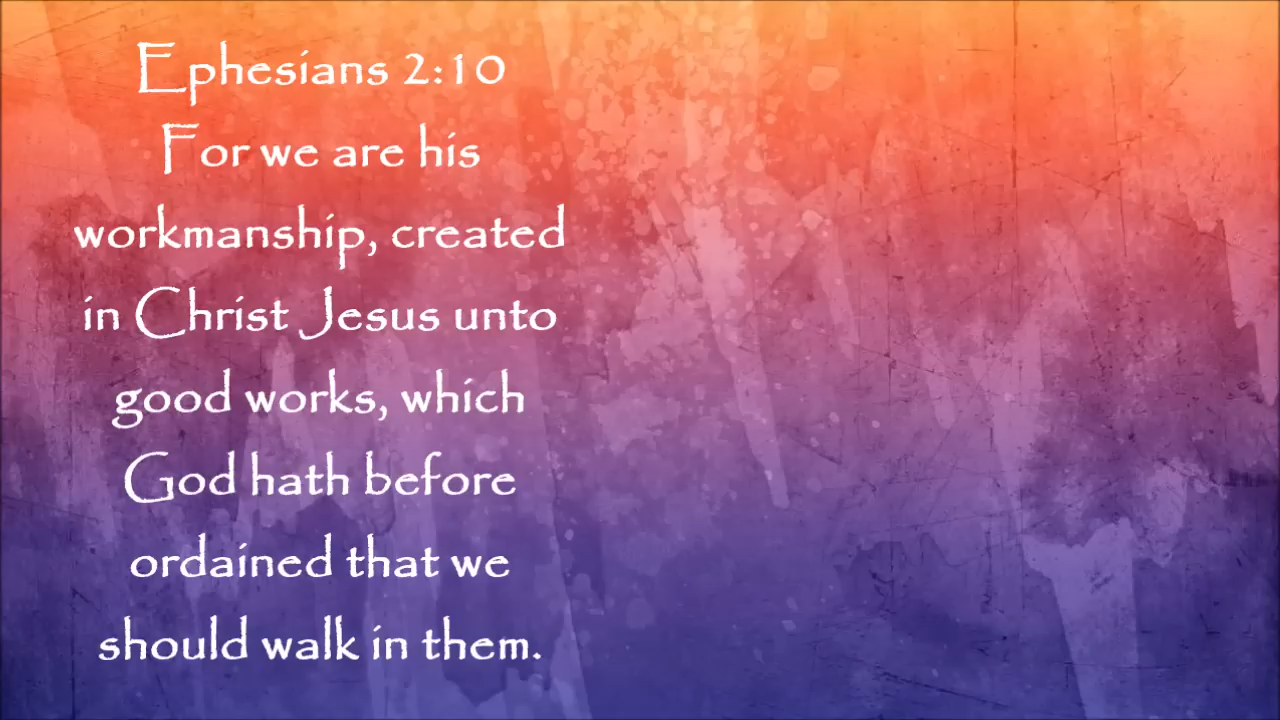 Ephesians 2:10
For we are his
workmanship, created
in Christ Jesus unto
good works, which
God hath before
ordained that we
should walk in them.